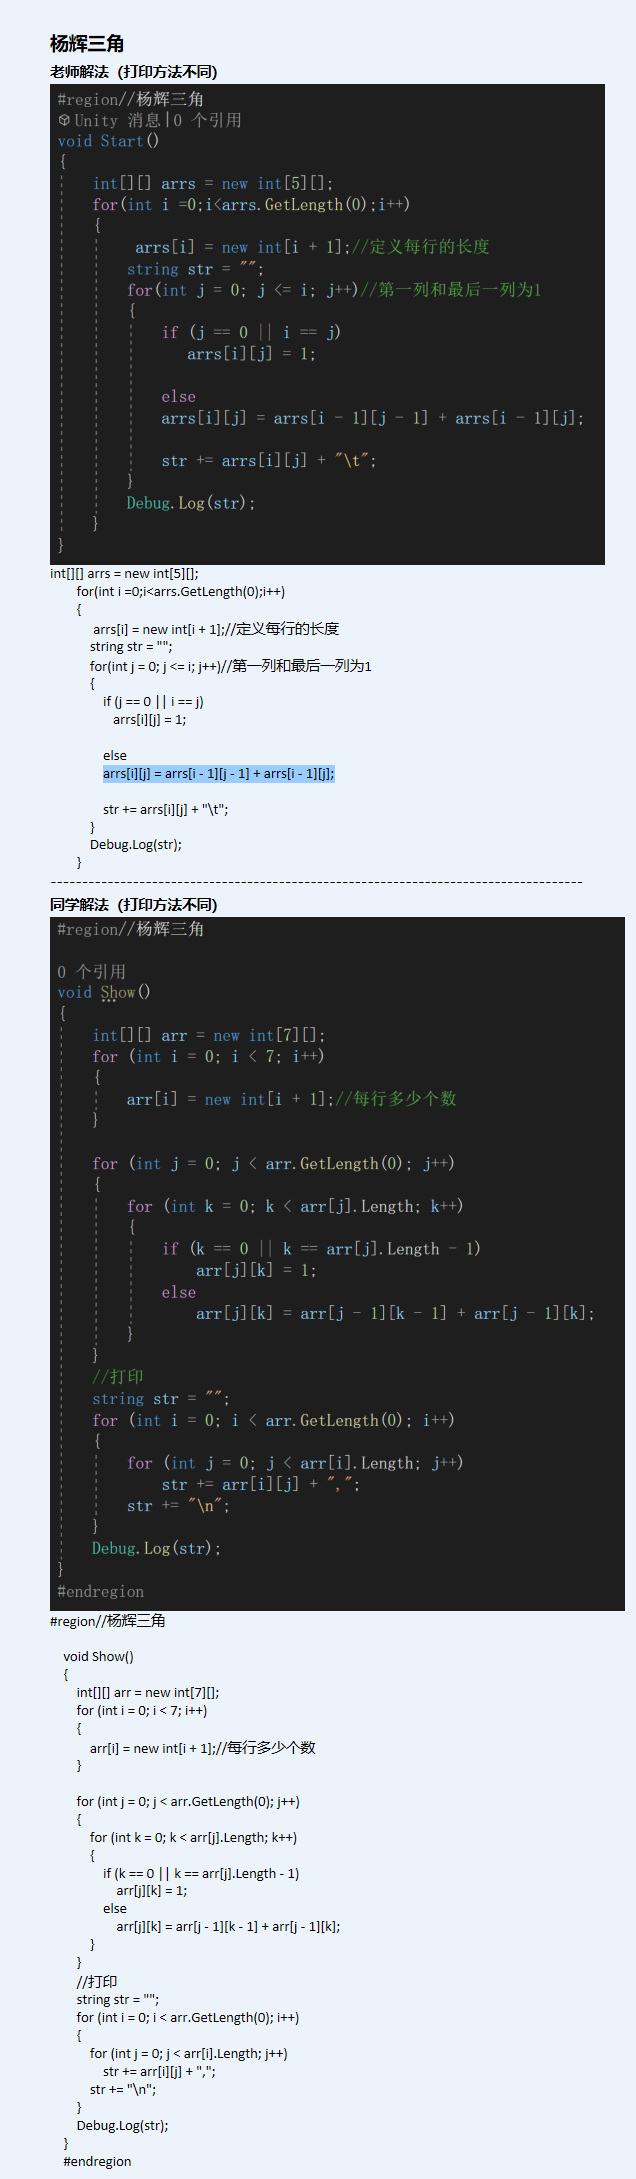 杨辉三角
老师解法（打印方法不同)
#region//杨辉三角
Unity 消息|0 个引用
void Start()
{
int[][] arrs = new int[5][];
for(int i =0;i<arrs.GetLength(0);i++)
{
arrs[i] = new int[i + 1];//定义每行的长度
string str = "";
for(int j = 0; j <= i; j++)//第一列和最后一列为1
{
if (j == 0 || i == j)
arrs[i][j] = 1;
else
arrs[i][j] = arrs[i - 1][j - 1] + arrs[i - 1][j];
str += arrs[i][j] + "\t";
}
Debug.Log(str);
}
}
int[][] arrs = new int[5][];
for(int i =0;i<arrs.GetLength(0);i++)
{
arrs[i] = new int[i + 1];//定义每行的长度
string str = "";
for(int j = 0; j <= i; j++)//第一列和最后一列为1
{
if (j == 0 || i == j)
arrs[i][j] = 1;
else
arrs[i][j] = arrs[i - 1][j - 1] + arrs[i - 1][j];
str += arrs[i][j] + "\t";
}
Debug.Log(str);
}
------------------------------------------------------------------------------------
同学解法（打印方法不同)
#region//杨辉三角
0 个引用
void Show()
{
int[][] arr = new int[7][];
for (int i = 0; i < 7; i++)
{
arr[i] = new int[i + 1];//每行多少个数
}
for (int j = 0; j < arr.GetLength(0); j++)
{
for (int k = 0; k < arr[j].Length; k++)
{
if (k == 0 || k == arr[j].Length - 1)
arr[j][k] = 1;
else
arr[j][k] = arr[j - 1][k - 1] + arr[j - 1][k];
}
}
//打印
string str = "";
for (int i = 0; i < arr.GetLength(0); i++)
{
for (int j = 0; j < arr[i].Length; j++)
str += arr[i][j] + ",";
str += "\n";
}
Debug.Log(str);
}
#endregion
#region//杨辉三角
void Show()
{
int[][] arr = new int[7][];
for (int i = 0; i < 7; i++)
{
arr[i] = new int[i + 1];//每行多少个数
}
for (int j = 0; j < arr.GetLength(0); j++)
{
for (int k = 0; k < arr[j].Length; k++)
{
if (k == 0 || k == arr[j].Length - 1)
arr[j][k] = 1;
else
arr[j][k] = arr[j - 1][k - 1] + arr[j - 1][k];
}
}
//打印
string str = "";
for (int i = 0; i < arr.GetLength(0); i++)
{
for (int j = 0; j < arr[i].Length; j++)
str += arr[i][j] + ",";
str += "\n";
}
Debug.Log(str);
}
#endregion